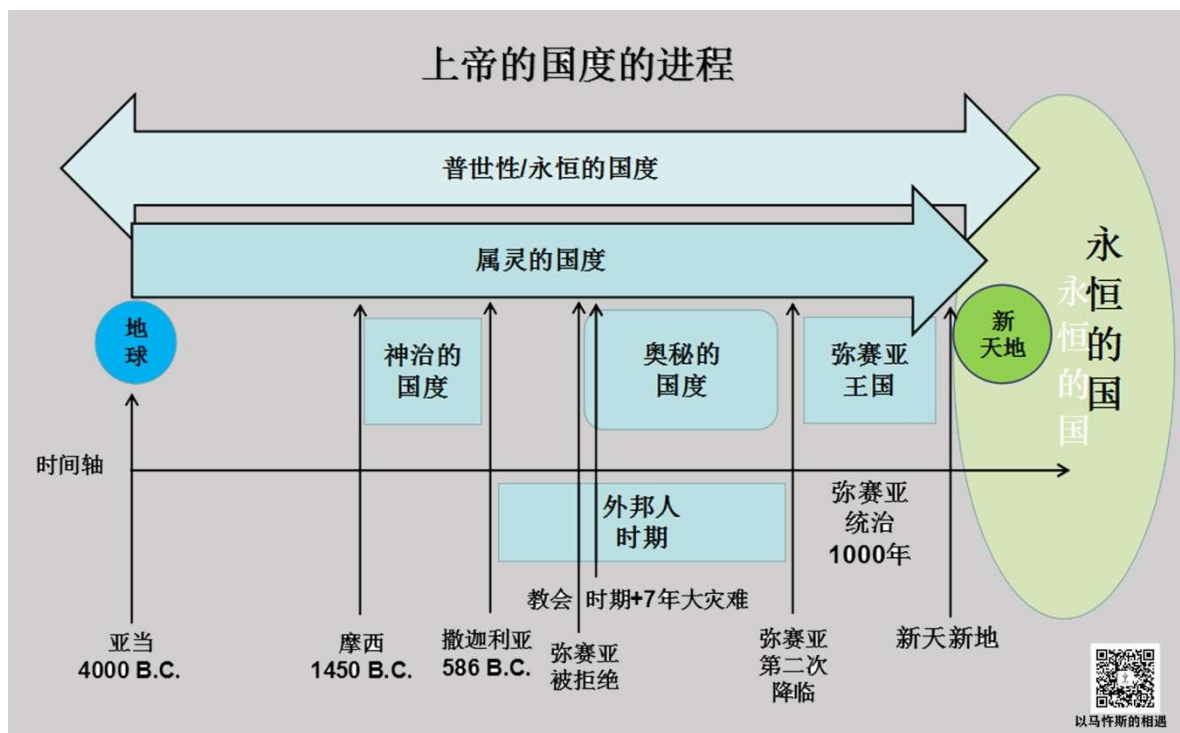 上帝的国度的进程
普世性/永恒的国度
属灵的国度
永恒的国
永恒的国
地
球
神治的
国度
奥秘的
国度
弥赛亚
王国
新
天地
时间轴
外邦人
时期
弥赛亚
统治
1000年
教会 时期+7年大灾难
亚当
4000 B.C.
摩西
1450 B.C.
撒迦利亚
586 B.C.
弥赛亚
被拒绝
弥赛亚
第二次
降临
新天新地
以马忤斯的相遇